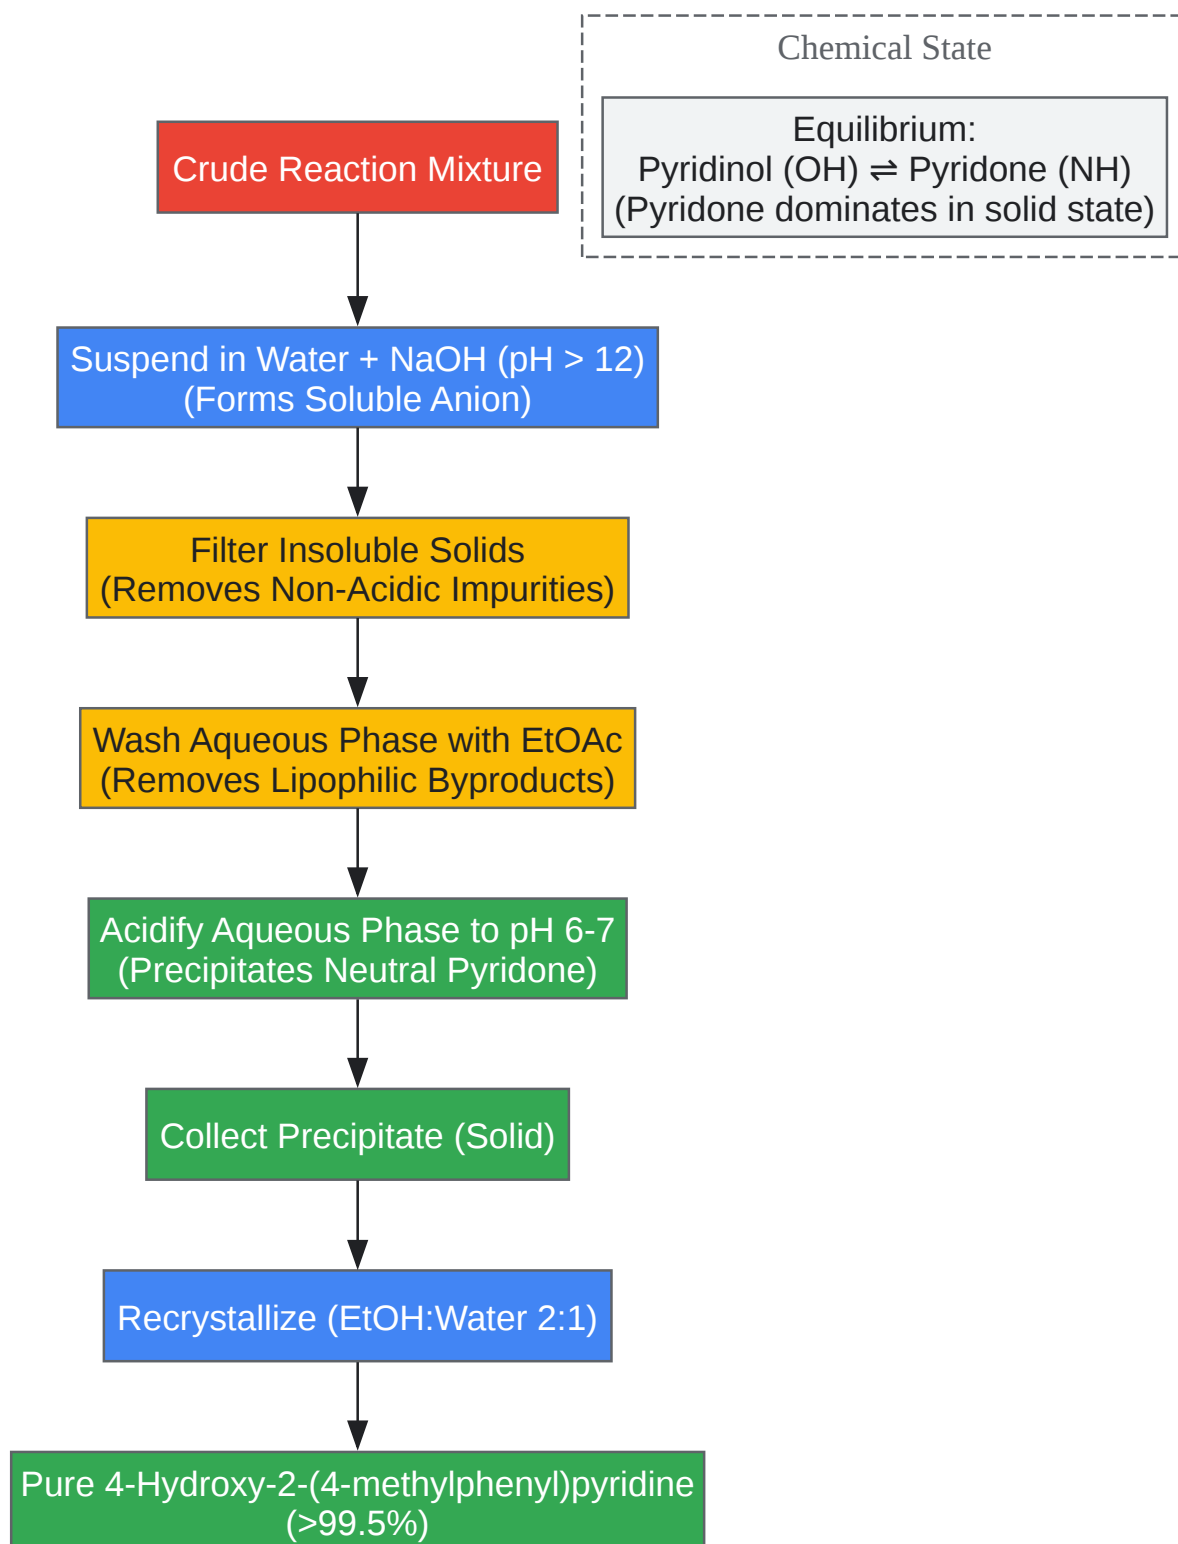 Chemical State
Equilibrium:
Pyridinol (OH) ⇌ Pyridone (NH)
(Pyridone dominates in solid state)
Crude Reaction Mixture
Suspend in Water + NaOH (pH > 12)
(Forms Soluble Anion)
Filter Insoluble Solids
(Removes Non-Acidic Impurities)
Wash Aqueous Phase with EtOAc
(Removes Lipophilic Byproducts)
Acidify Aqueous Phase to pH 6-7
(Precipitates Neutral Pyridone)
Collect Precipitate (Solid)
Recrystallize (EtOH:Water 2:1)
Pure 4-Hydroxy-2-(4-methylphenyl)pyridine
(>99.5%)